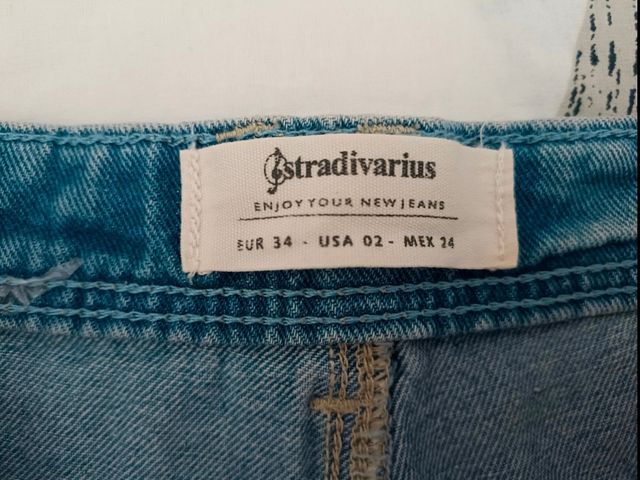 stradivarius
ENJOY YOUR NEW JEANS
EUR 34 - USA 02 - MEX 24